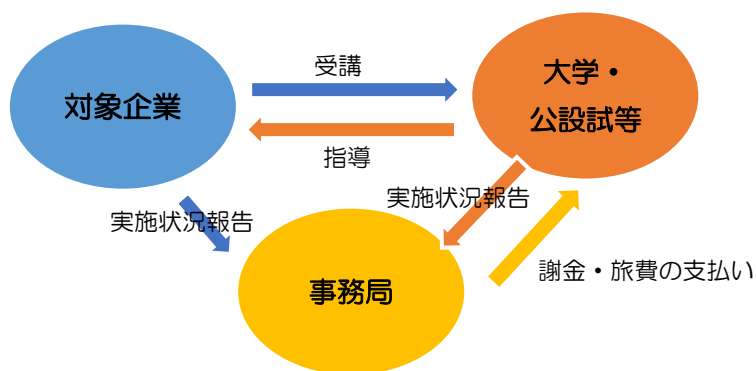 受講
対象企業
大学・
公設試等
指導
実施状況報告
実施状況報告
事務局
謝金・旅費の支払い